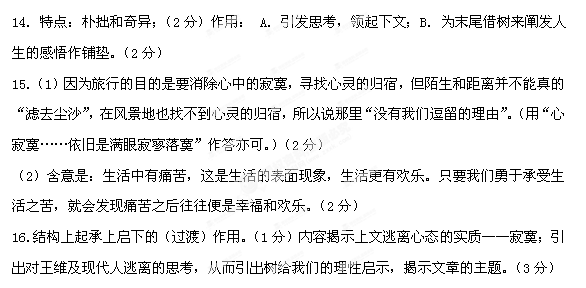 14. 特点：朴拙和奇异；（2分）作用： A. 引发思考，领起下文；B. 为末尾借树来阐发人
生的感悟作铺垫。（2分）
15.（1）因为旅行的目的是要消除心中的寂寞，寻找心灵的归宿，但陌生和距离并不能真的
“滤去尘沙”，在风景地也找不到心灵的归宿，所以说那里“没有我们逗留的理由”。（用“心
寂寞……依旧是满眼寂寥落寞”作答亦可。）（2分）
（2）含意是：生活中有痛苦，这是生活的表面现象，生活更有欢乐。只要我们勇于承受生
活之苦，就会发现痛苦之后往往便是幸福和欢乐。（2分）
16.结构上起承上启下的（过渡）作用。（1分）内容揭示上文逃离心态的实质——寂寞；引
出对王维及现代人逃离的思考，从而引出树给我们的理性启示，揭示文章的主题。（3分）